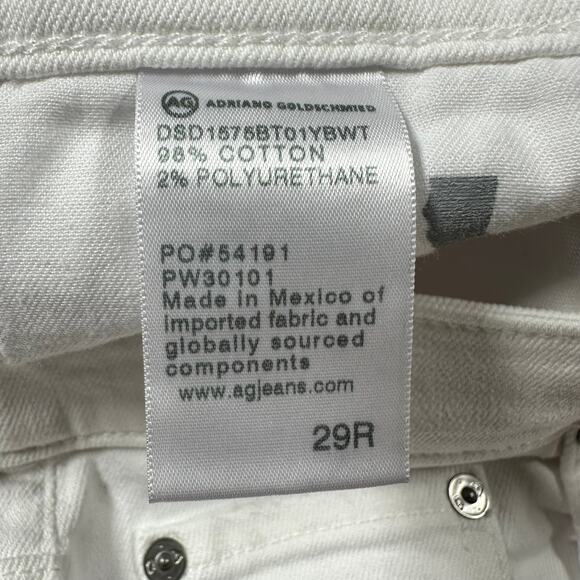 AG ADRIANO GOLDSCHMIED
DSD1575BT01YBWT
98% COTTON
2% POLYURETHANE
PO#54191
PW30101
Made in Mexico of
imported fabric and
globally sourced
components
www.agjeans.com
29R